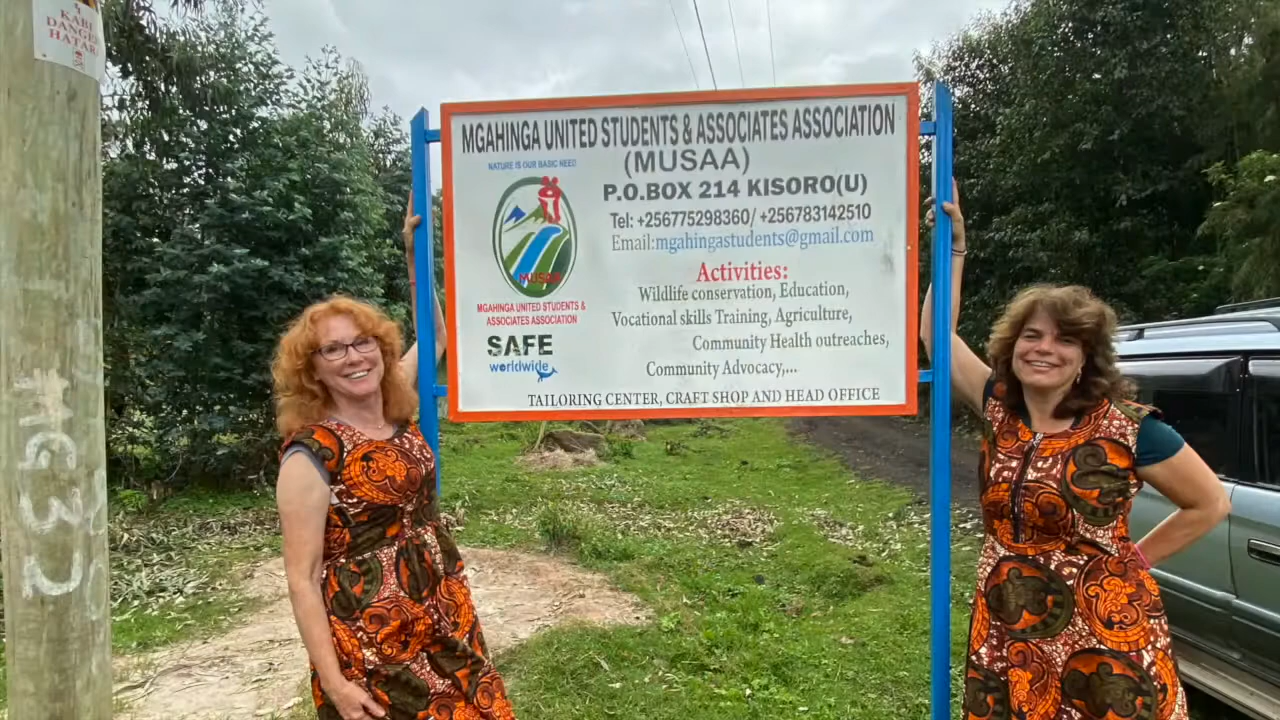 KABI
DANGE
HATAR
MGAHINGA UNITED STUDENTS & ASSOCIATES ASSOCIATION
(MUSAA)
NATURE IS OUR BASIC NEED
P.O.BOX 214 KISORO(U)
Tel: +256775298360/ +256783142510
Email:mgahingastudents@gmail.com
MUSAA
MGAHINGA UNITED STUDENTS &
ASSOCIATES ASSOCIATION
SAFE
worldwide
Activities:
Wildlife conservation, Education,
Vocational skills Training, Agriculture,
Community Health outreaches,
Community Advocacy,...
TAILORING CENTER, CRAFT SHOP AND HEAD OFFICE